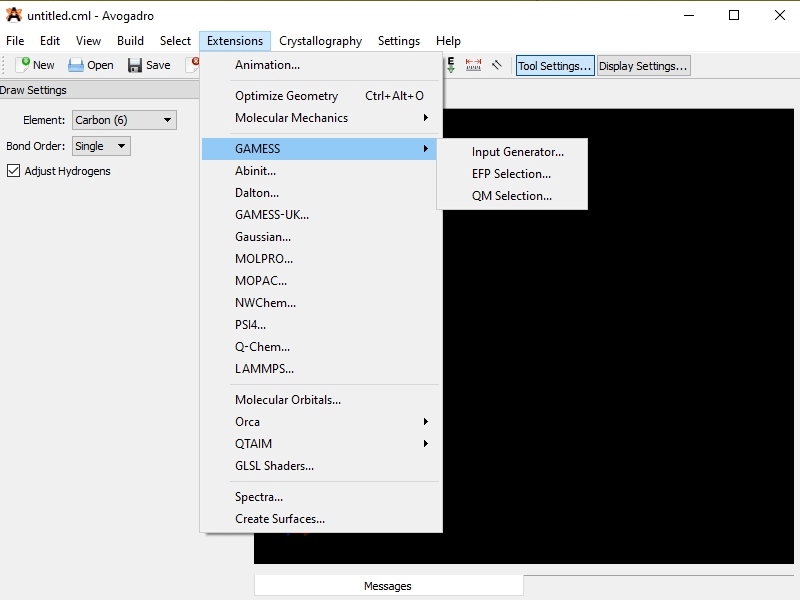 untitled.cml - Avogadro
File Edit View Build Select Extensions Crystallography Settings Help
New Open Save E Tool Settings... Display Settings...
Draw Settings
Element: Carbon (6)
Bond Order: Single
Adjust Hydrogens
Animation...
Optimize Geometry Ctrl+Alt+O
Molecular Mechanics
GAMESS
Abinit...
Dalton...
GAMESS-UK...
Gaussian...
MOLPRO...
MOPAC...
NWChem...
PSI4...
Q-Chem...
LAMMPS...
Molecular Orbitals...
Orca
QTAIM
GLSL Shaders...
Spectra...
Create Surfaces...
Input Generator...
EFP Selection...
QM Selection...
Messages